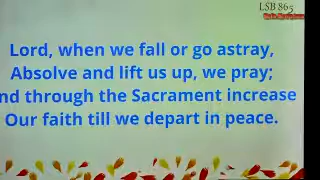 LSB 865
Lord, when we fall or go astray,
Absolve and lift us up, we pray;
nd through the Sacrament increase
Our faith till we depart in peace.